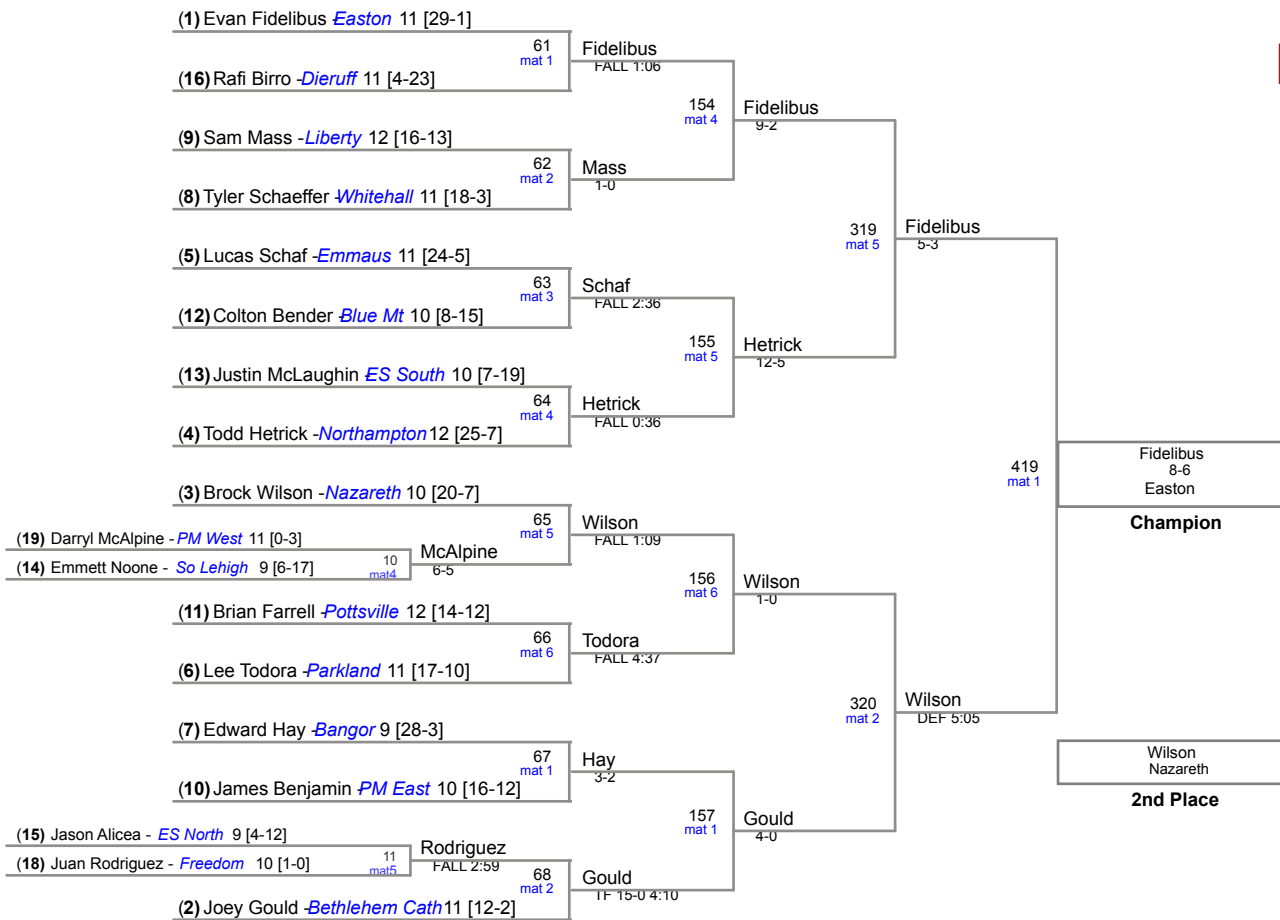 (1) Evan Fidelibus -Easton 11 [29-1]
61
mat 1
Fidelibus
FALL 1:06
(16) Rafi Birro -Dieruff 11 [4-23]
154
mat 4
Fidelibus
9-2
(9) Sam Mass -Liberty 12 [16-13]
62
mat 2
Mass
1-0
(8) Tyler Schaeffer -Whitehall 11 [18-3]
319
mat 5
Fidelibus
5-3
(5) Lucas Schaf -Emmaus 11 [24-5]
63
mat 3
Schaf
FALL 2:36
(12) Colton Bender -Blue Mt 10 [8-15]
155
mat 5
Hetrick
12-5
(13) Justin McLaughin -ES South 10 [7-19]
64
mat 4
Hetrick
FALL 0:36
(4) Todd Hetrick -Northampton 12 [25-7]
419
mat 1
Fidelibus
8-6
Easton
Champion
(3) Brock Wilson -Nazareth 10 [20-7]
65
mat 5
Wilson
FALL 1:09
(19) Darryl McAlpine - PM West 11 [0-3]
10
mat4
McAlpine
6-5
(14) Emmett Noone - So Lehigh 9 [6-17]
156
mat 6
Wilson
1-0
(11) Brian Farrell -Pottsville 12 [14-12]
66
mat 6
Todora
FALL 4:37
(6) Lee Todora -Parkland 11 [17-10]
320
mat 2
Wilson
DEF 5:05
(7) Edward Hay -Bangor 9 [28-3]
67
mat 1
Hay
3-2
Wilson
Nazareth
2nd Place
(10) James Benjamin -PM East 10 [16-12]
157
mat 1
Gould
4-0
(15) Jason Alicea - ES North 9 [4-12]
11
mat5
Rodriguez
FALL 2:59
(18) Juan Rodriguez - Freedom 10 [1-0]
68
mat 2
Gould
TF 15-0 4:10
(2) Joey Gould -Bethlehem Cath 11 [12-2]